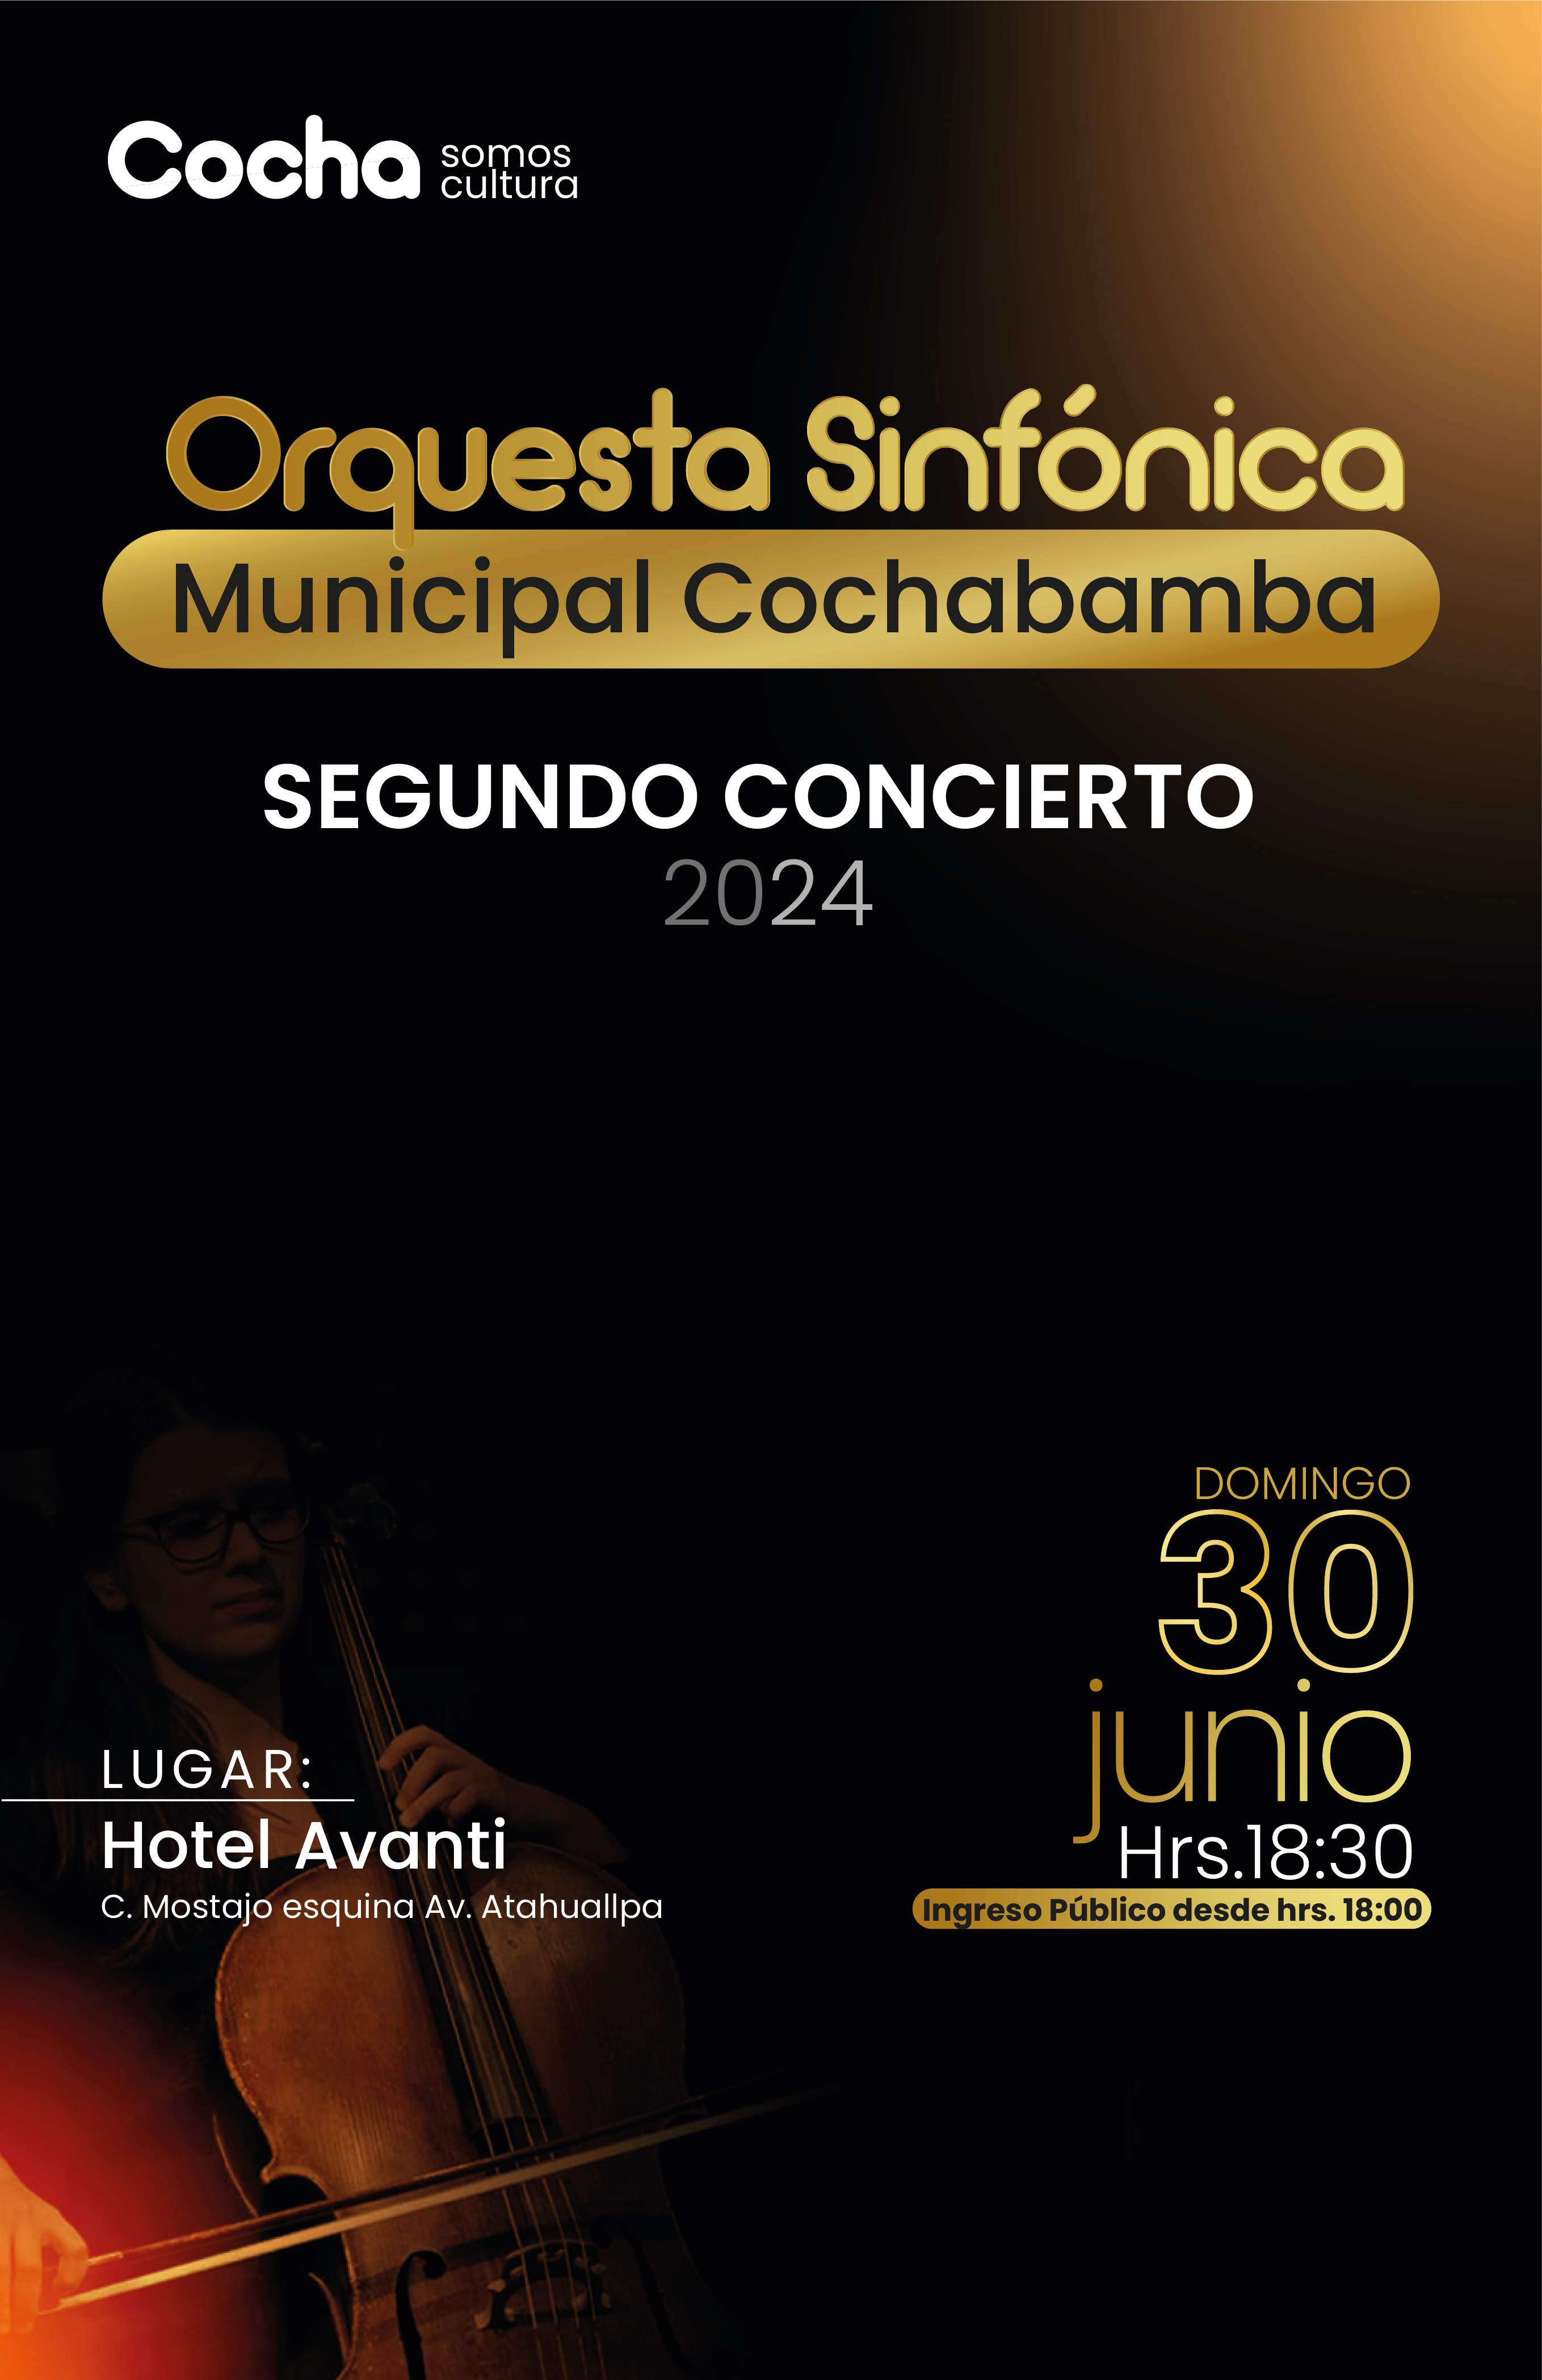 Cocha somos cultura
Orquesta Sinfónica
Municipal Cochabamba
SEGUNDO CONCIERTO
2024
DOMINGO
30
junio
Hrs.18:30
Ingreso Público desde hrs. 18:00
LUGAR:
Hotel Avanti
C. Mostajo esquina Av. Atahuallpa